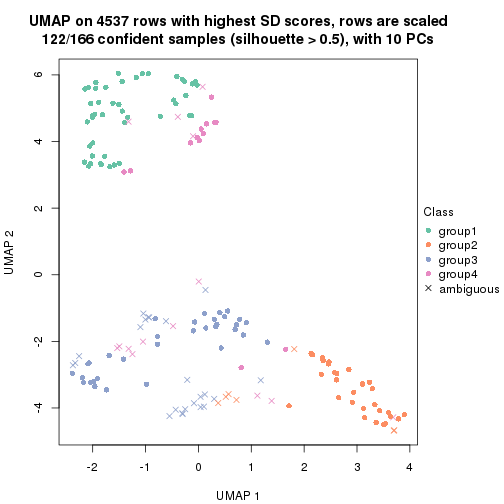 UMAP on 4537 rows with highest SD scores, rows are scaled
122/166 confident samples (silhouette > 0.5), with 10 PCs
6
4
2
0
-2
-4
UMAP 2
-2
-1
0
1
2
3
4
UMAP 1
Class
group1
group2
group3
group4
ambiguous